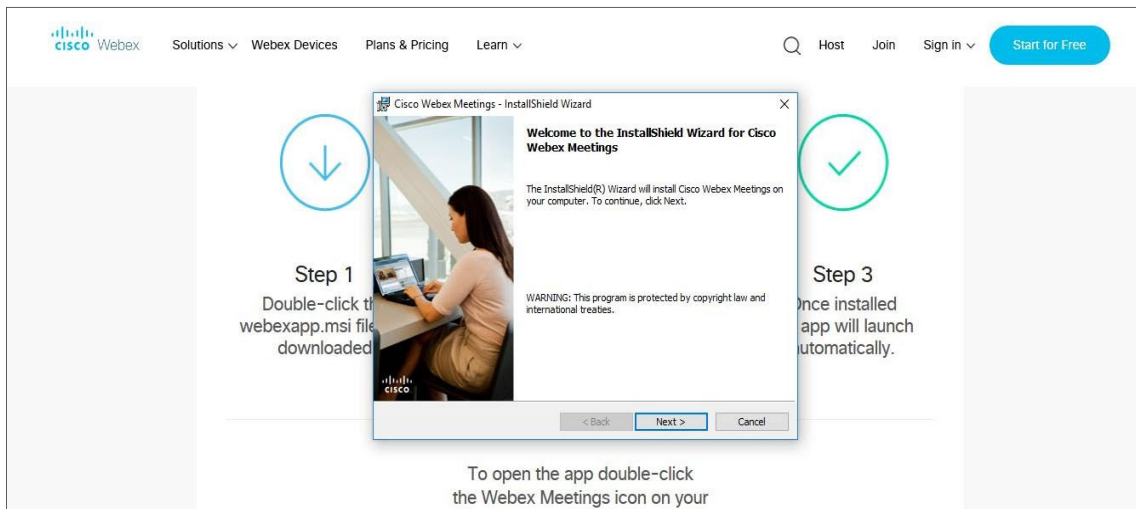 CISCO Webex
Solutions Webex Devices Plans & Pricing Learn Host Join Sign in Start for Free
Cisco Webex Meetings - InstallShield Wizard
Welcome to the InstallShield Wizard for Cisco
Webex Meetings
The InstallShield(R) Wizard will install Cisco Webex Meetings on
your computer. To continue, click Next.
WARNING: This program is protected by copyright law and
international treaties.
CISCO
< Back Next > Cancel
Step 1
Double-click
webexapp.msi file
downloaded
Step 3
installed
app will launch
To open the app double-click
the Webex Meetings icon on your